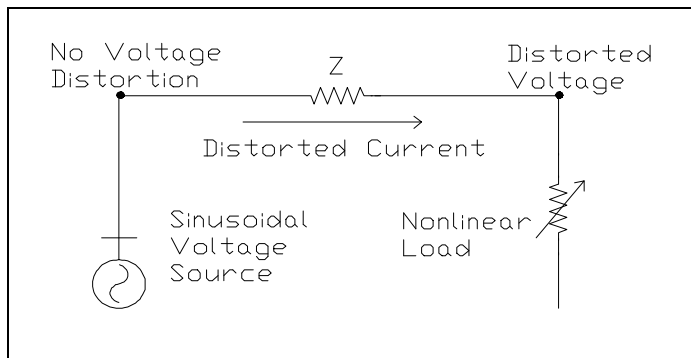 No Voltage
Distortion
Z
Distorted
Voltage
Distorted Current
Sinusoidal
Voltage
Source
Nonlinear
Load